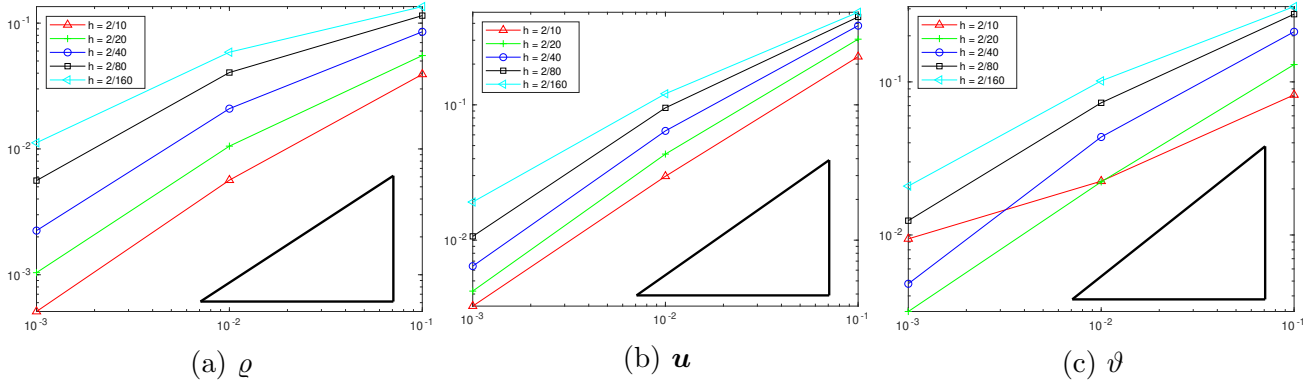 10^-1
10^-2
10^-3
h = 2/10
h = 2/20
h = 2/40
h = 2/80
h = 2/160
10^-3
10^-2
10^-1
(a) ϱ
10^-1
10^-2
h = 2/10
h = 2/20
h = 2/40
h = 2/80
h = 2/160
10^-3
10^-2
10^-1
(b) u
10^-1
10^-2
h = 2/10
h = 2/20
h = 2/40
h = 2/80
h = 2/160
10^-3
10^-2
10^-1
(c) ϑ